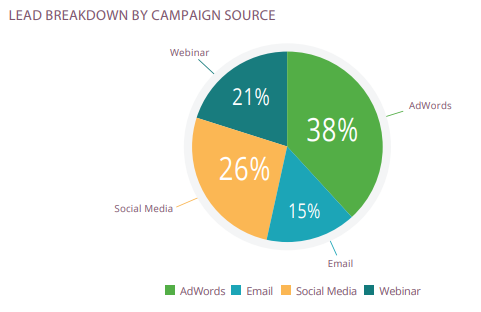 LEAD BREAKDOWN BY CAMPAIGN SOURCE
Webinar
21%
AdWords
38%
26%
15%
Social Media
Email
AdWords Email Social Media Webinar